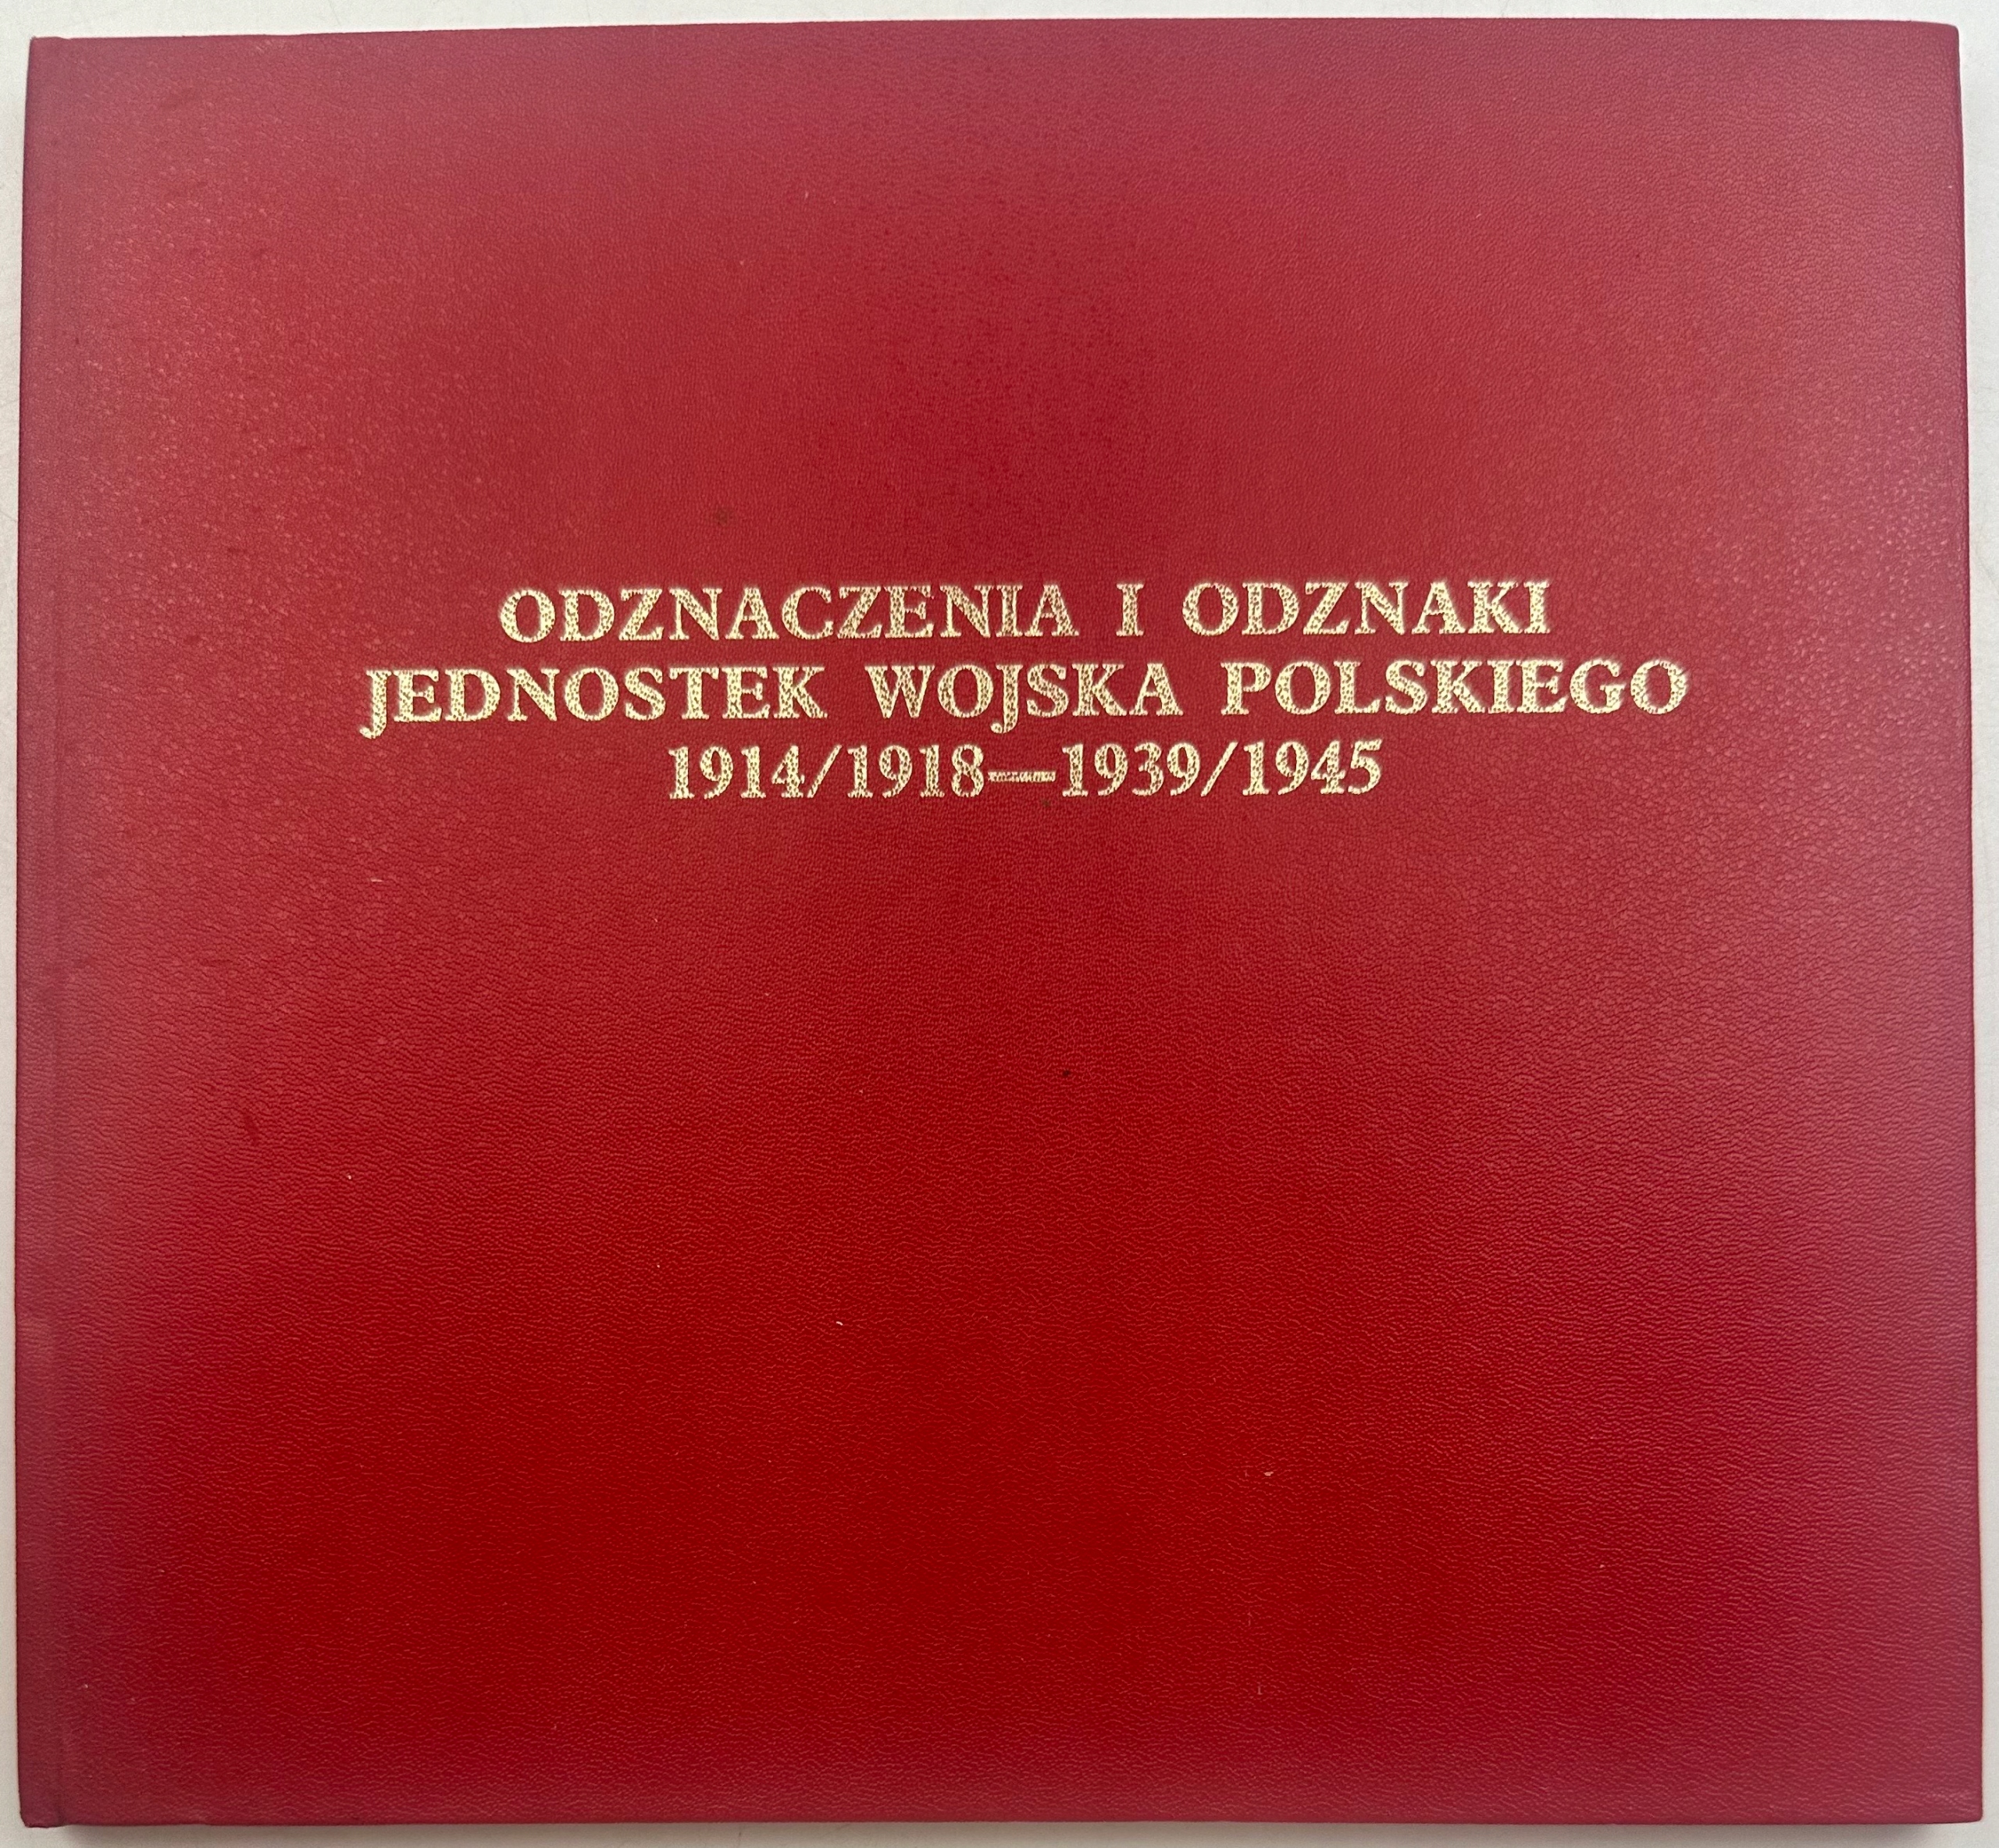 ODZNACZENIA I ODZNAKI
JEDNOSTEK WOJSKA POLSKIEGO
1914/1918—1939/1945